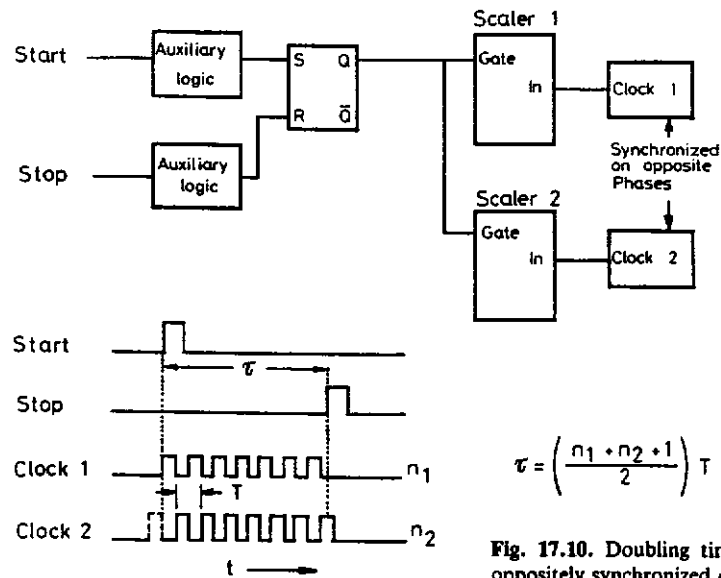 Scaler 1
Start
Auxiliary
logic
S Q
R Q̅
Gate
In
Clock 1
Synchronized
on opposite
Phases
Stop
Auxiliary
logic
Scaler 2
Gate
In
Clock 2
Start
τ
Stop
Clock 1
n₁
T
Clock 2
n₂
t
τ = ( n₁ + n₂ + 1 / 2 ) T
Fig. 17.10. Doubling tim
oppositely synchronized